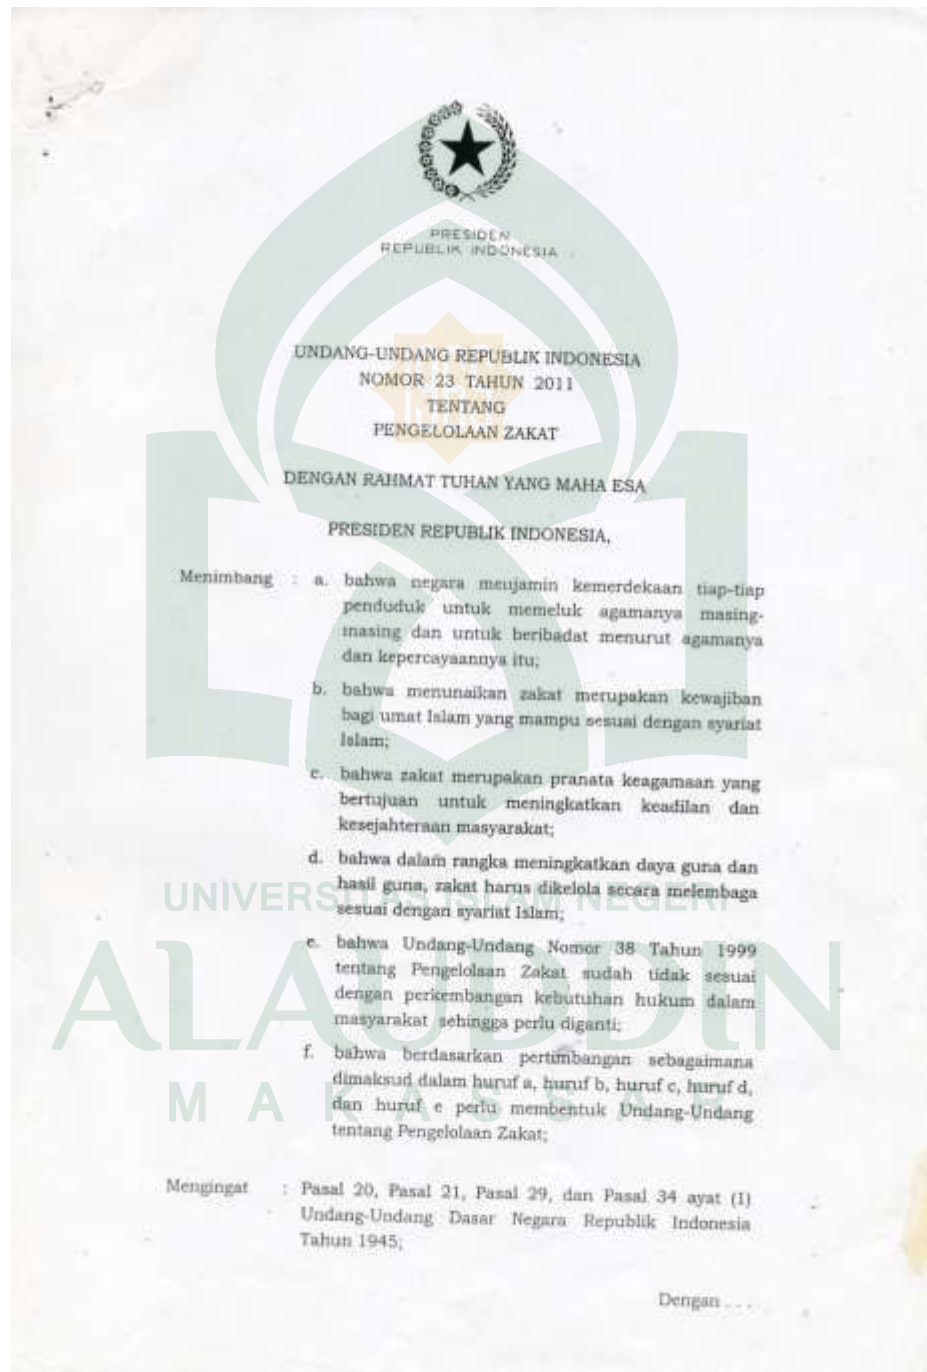 PRESIDEN
REPUBLIK INDONESIA
UNDANG-UNDANG REPUBLIK INDONESIA
NOMOR 23 TAHUN 2011
TENTANG
PENGELOLAAN ZAKAT
DENGAN RAHMAT TUHAN YANG MAHA ESA
PRESIDEN REPUBLIK INDONESIA,
Menimbang : a. bahwa negara menjamin kemerdekaan tiap-tiap
penduduk untuk memeluk agamanya masing-
masing dan untuk beribadat menurut agamanya
dan kepercayaannya itu;
b. bahwa menunaikan zakat merupakan kewajiban
bagi umat Islam yang mampu sesuai dengan syariat
Islam;
c. bahwa zakat merupakan pranata keagamaan yang
bertujuan untuk meningkatkan keadilan dan
kesejahteraan masyarakat;
d. bahwa dalam rangka meningkatkan daya guna dan
hasil guna, zakat harus dikelola secara melembaga
sesuai dengan syariat Islam;
e. bahwa Undang-Undang Nomor 38 Tahun 1999
tentang Pengelolaan Zakat sudah tidak sesuai
dengan perkembangan kebutuhan hukum dalam
masyarakat sehingga perlu diganti;
f. bahwa berdasarkan pertimbangan sebagaimana
dimaksud dalam huruf a, huruf b, huruf c, huruf d,
dan huruf e perlu membentuk Undang-Undang
tentang Pengelolaan Zakat;
Mengingat : Pasal 20, Pasal 21, Pasal 29, dan Pasal 34 ayat (1)
Undang-Undang Dasar Negara Republik Indonesia
Tahun 1945;
Dengan . . .
UNIVERSITAS ISLAM NEGERI
ALAUDDIN
MAKASSAR